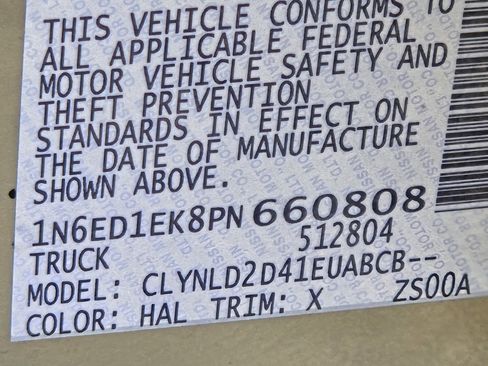 THIS VEHICLE CONFORMS TO
ALL APPLICABLE FEDERAL
MOTOR VEHICLE SAFETY AND
THEFT PREVENTION
STANDARDS IN EFFECT ON
THE DATE OF MANUFACTURE
SHOWN ABOVE.
1N6ED1EK8PN660808
TRUCK 512804
MODEL: CLYNLD2D41EUABCB--
COLOR: HAL TRIM: X ZS00A